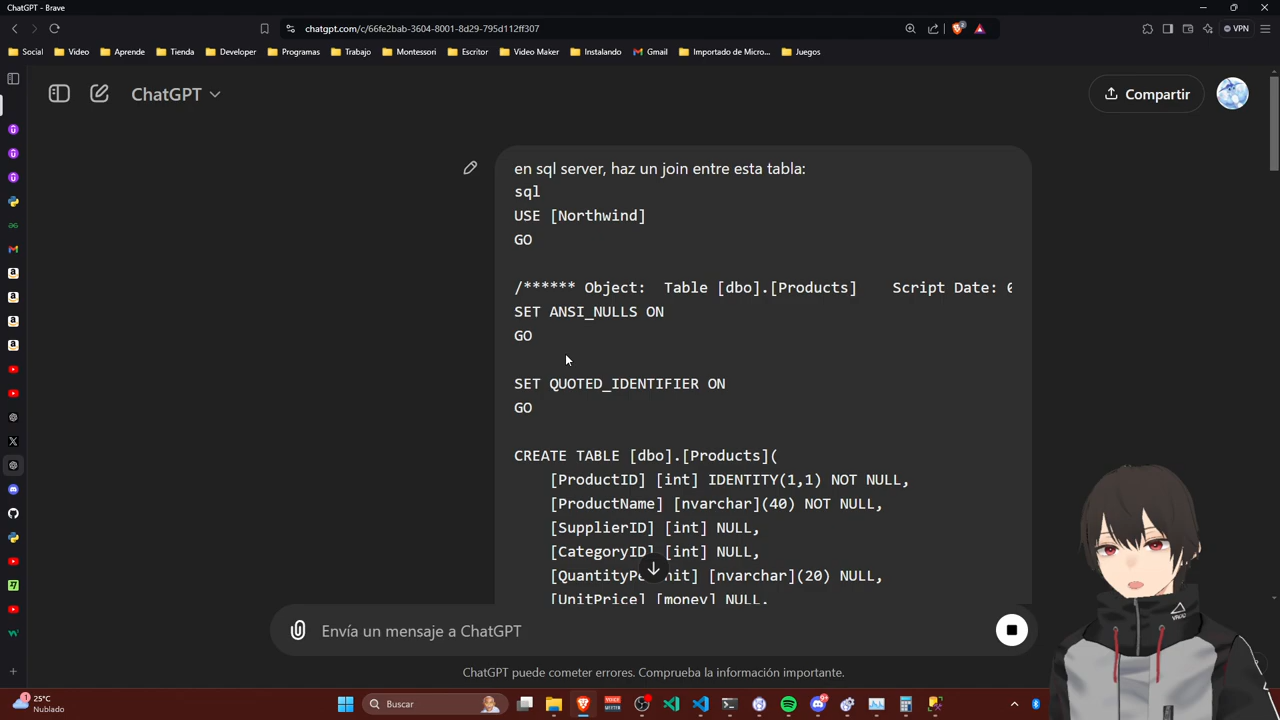 ChatGPT - Brave
chatgpt.com/c/66fe2bab-3604-8001-8d29-795d112ff307
VPN
Social
Video
Aprende
Tienda
Developer
Programas
Trabajo
Montessori
Escritor
Video Maker
Instalando
Gmail
Importado de Micro...
Juegos
ChatGPT
Compartir
en sql server, haz un join entre esta tabla:
sql
USE [Northwind]
GO
/****** Object:  Table [dbo].[Products]    Script Date: 0
SET ANSI_NULLS ON
GO
SET QUOTED_IDENTIFIER ON
GO
CREATE TABLE [dbo].[Products](
[ProductID] [int] IDENTITY(1,1) NOT NULL,
[ProductName] [nvarchar](40) NOT NULL,
[SupplierID] [int] NULL,
[CategoryID] [int] NULL,
[nvarchar](20) NULL,
[UnitPrice] [money] NULL,
Envía un mensaje a ChatGPT
ChatGPT puede cometer errores. Comprueba la información importante.
25°C
Nublado
Buscar